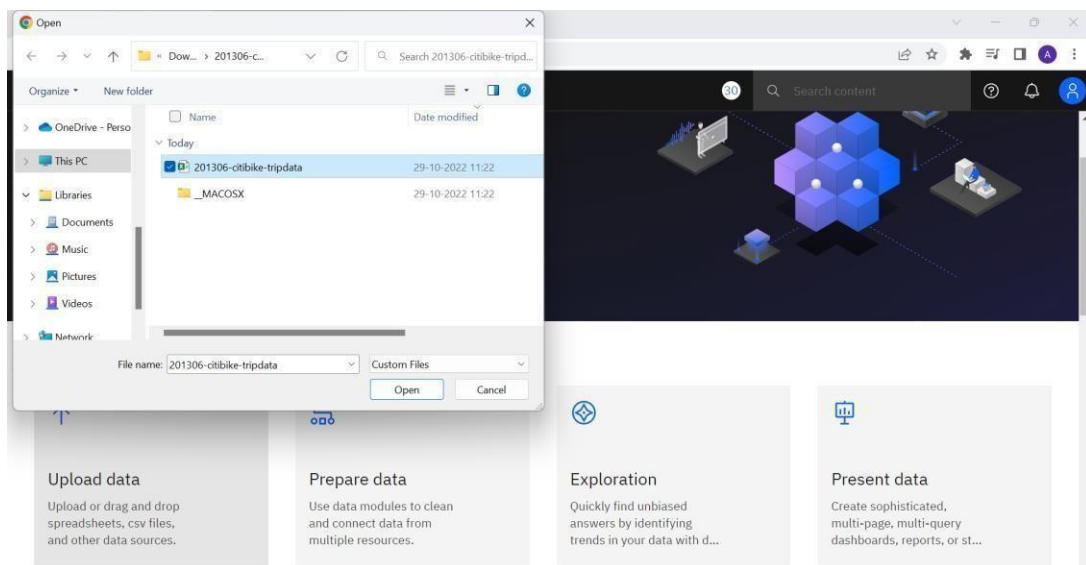 Open
Dow... › 201306-c...
Search 201306-citibike-tripd...
Organize
New folder
Name
Date modified
OneDrive - Perso
This PC
Libraries
Documents
Music
Pictures
Videos
Network
Today
201306-citibike-tripdata
29-10-2022 11:22
__MACOSX
29-10-2022 11:22
File name:
201306-citibike-tripdata
Custom Files
Open
Cancel
A
30
Search content
Upload data
Upload or drag and drop
spreadsheets, csv files,
and other data sources.
Prepare data
Use data modules to clean
and connect data from
multiple resources.
Exploration
Quickly find unbiased
answers by identifying
trends in your data with d...
Present data
Create sophisticated,
multi-page, multi-query
dashboards, reports, or st...